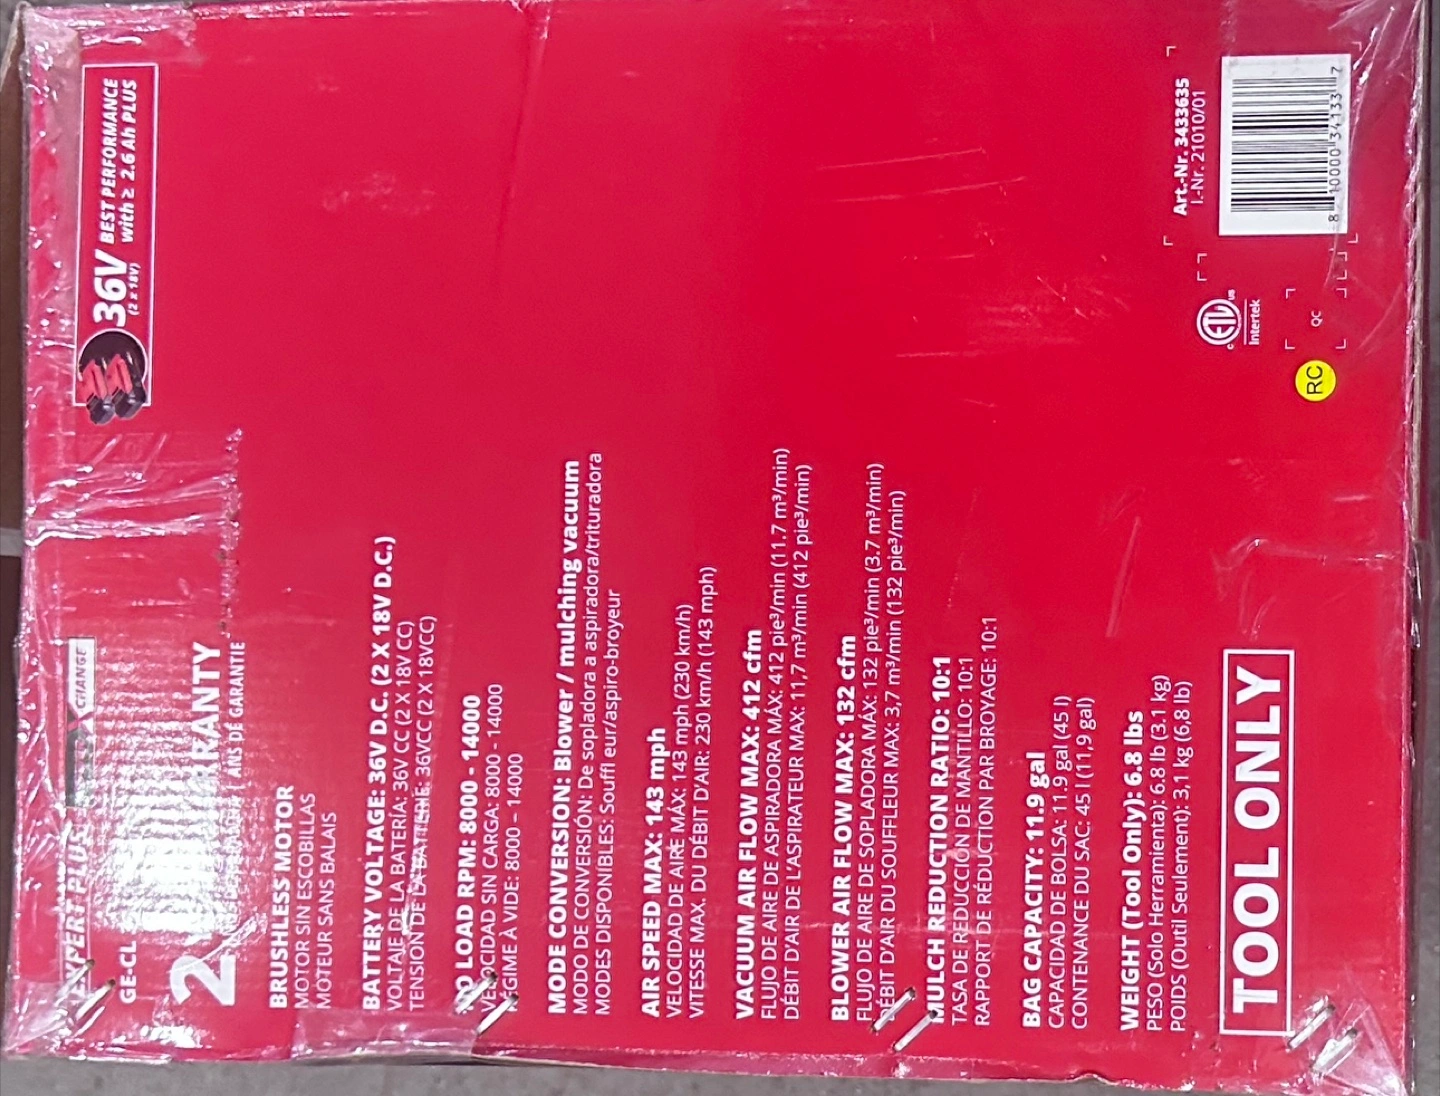 EXPERT PLUS
GE-CL
2
BRUSHLESS MOTOR
MOTOR SIN ESCOBILLAS
MOTEUR SANS BALAIS
BATTERY VOLTAGE: 36V D.C. (2 X 18V D.C.)
VOLTAJE DE LA BATERÍA: 36V CC (2 X 18V CC)
TENSION DE LA BATTERIE: 36VCC (2 X 18VCC)
NO LOAD RPM: 8000 - 14000
VELOCIDAD SIN CARGA: 8000 - 14000
RÉGIME À VIDE: 8000 – 14000
MODE CONVERSION: Blower / mulching vacuum
MODO DE CONVERSIÓN: De sopladora a aspiradora/trituradora
MODES DISPONIBLES: Souffl eur/aspiro-broyeur
AIR SPEED MAX: 143 mph
VELOCIDAD DE AIRE MÁX: 143 mph (230 km/h)
VITESSE MAX. DU DÉBIT D'AIR: 230 km/h (143 mph)
VACUUM AIR FLOW MAX: 412 cfm
FLUJO DE AIRE DE ASPIRADORA MÁX: 412 pie³/min (11.7 m³/min)
DÉBIT D'AIR DE L'ASPIRATEUR MAX: 11,7 m³/min (412 pie³/min)
BLOWER AIR FLOW MAX: 132 cfm
FLUJO DE AIRE DE SOPLADORA MÁX: 132 pie³/min (3.7 m³/min)
DÉBIT D'AIR DU SOUFFLEUR MAX: 3,7 m³/min (132 pie³/min)
MULCH REDUCTION RATIO: 10:1
TASA DE REDUCCIÓN DE MANTILLO: 10:1
RAPPORT DE RÉDUCTION PAR BROYAGE: 10:1
BAG CAPACITY: 11.9 gal
CAPACIDAD DE BOLSA: 11.9 gal (45 l)
CONTENANCE DU SAC: 45 l (11,9 gal)
WEIGHT (Tool Only): 6.8 lbs
PESO (Solo Herramienta): 6.8 lb (3.1 kg)
POIDS (Outil Seulement): 3,1 kg (6,8 lb)
TOOL ONLY
36V BEST PERFORMANCE
(2 x 18V) with ≥ 2.6 Ah PLUS
RC
c ETL us
Intertek
QC
Art.-Nr. 3433635
I.-Nr. 21010/01
8 10000 34133 7